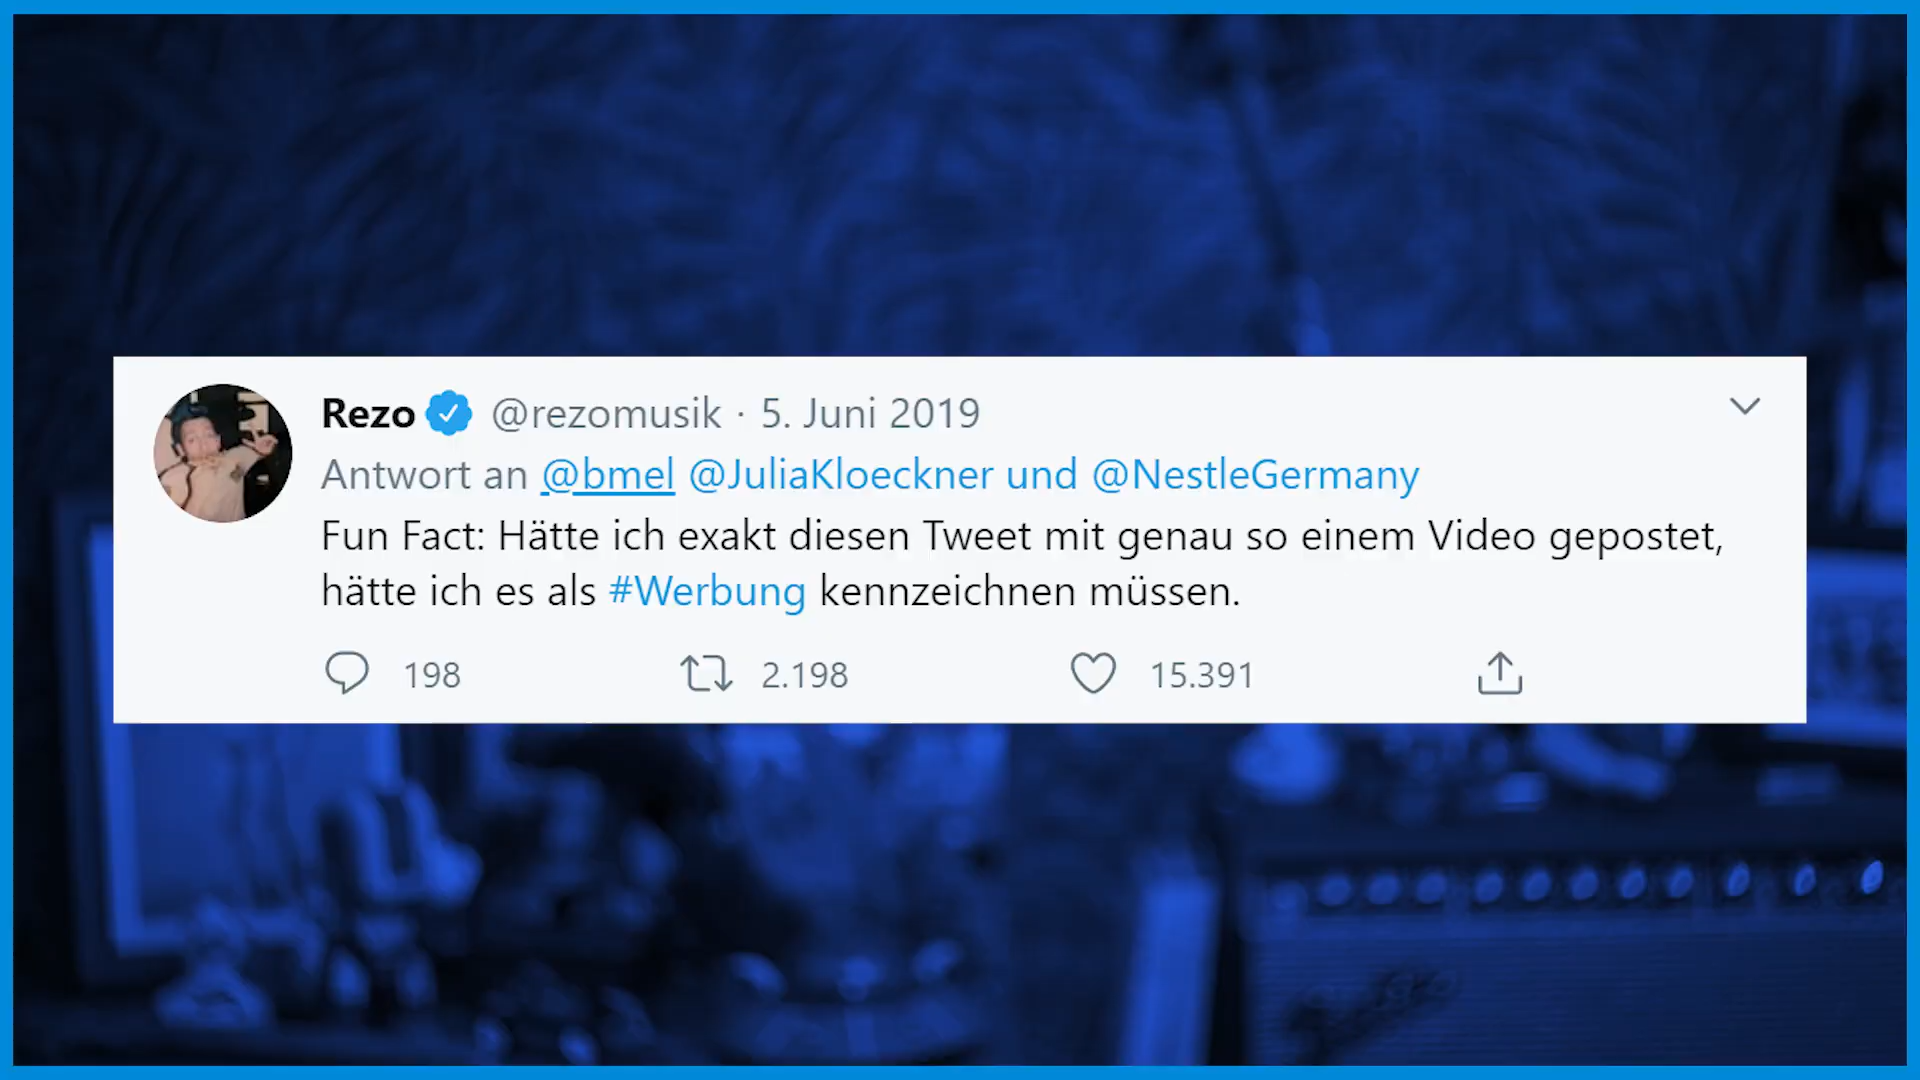 Rezo @rezomusik · 5. Juni 2019
Antwort an @bmel @JuliaKloeckner und @NestleGermany
Fun Fact: Hätte ich exakt diesen Tweet mit genau so einem Video gepostet,
hätte ich es als #Werbung kennzeichnen müssen.
198 2.198 15.391